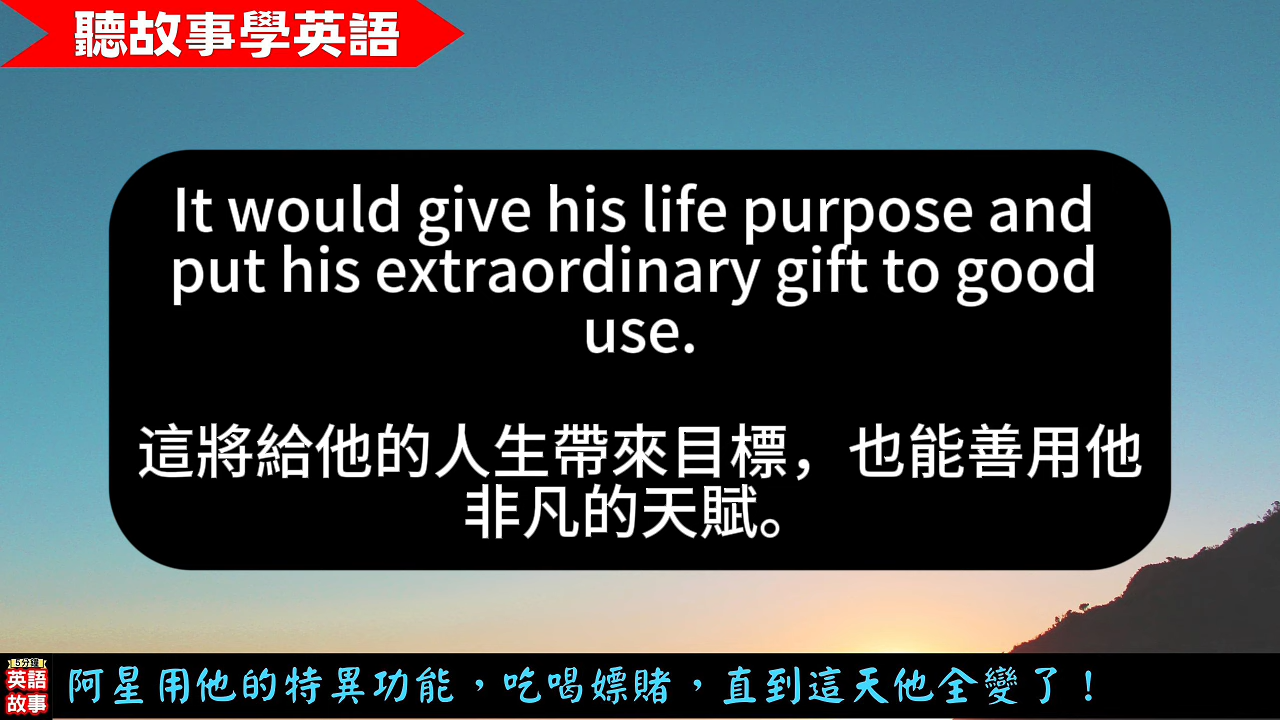 聽故事學英語
It would give his life purpose and
put his extraordinary gift to good
use.
這將給他的人生帶來目標，也能善用他
非凡的天賦。
5分鐘
英語
故事
阿星用他的特異功能，吃喝嫖賭，直到這天他全變了！